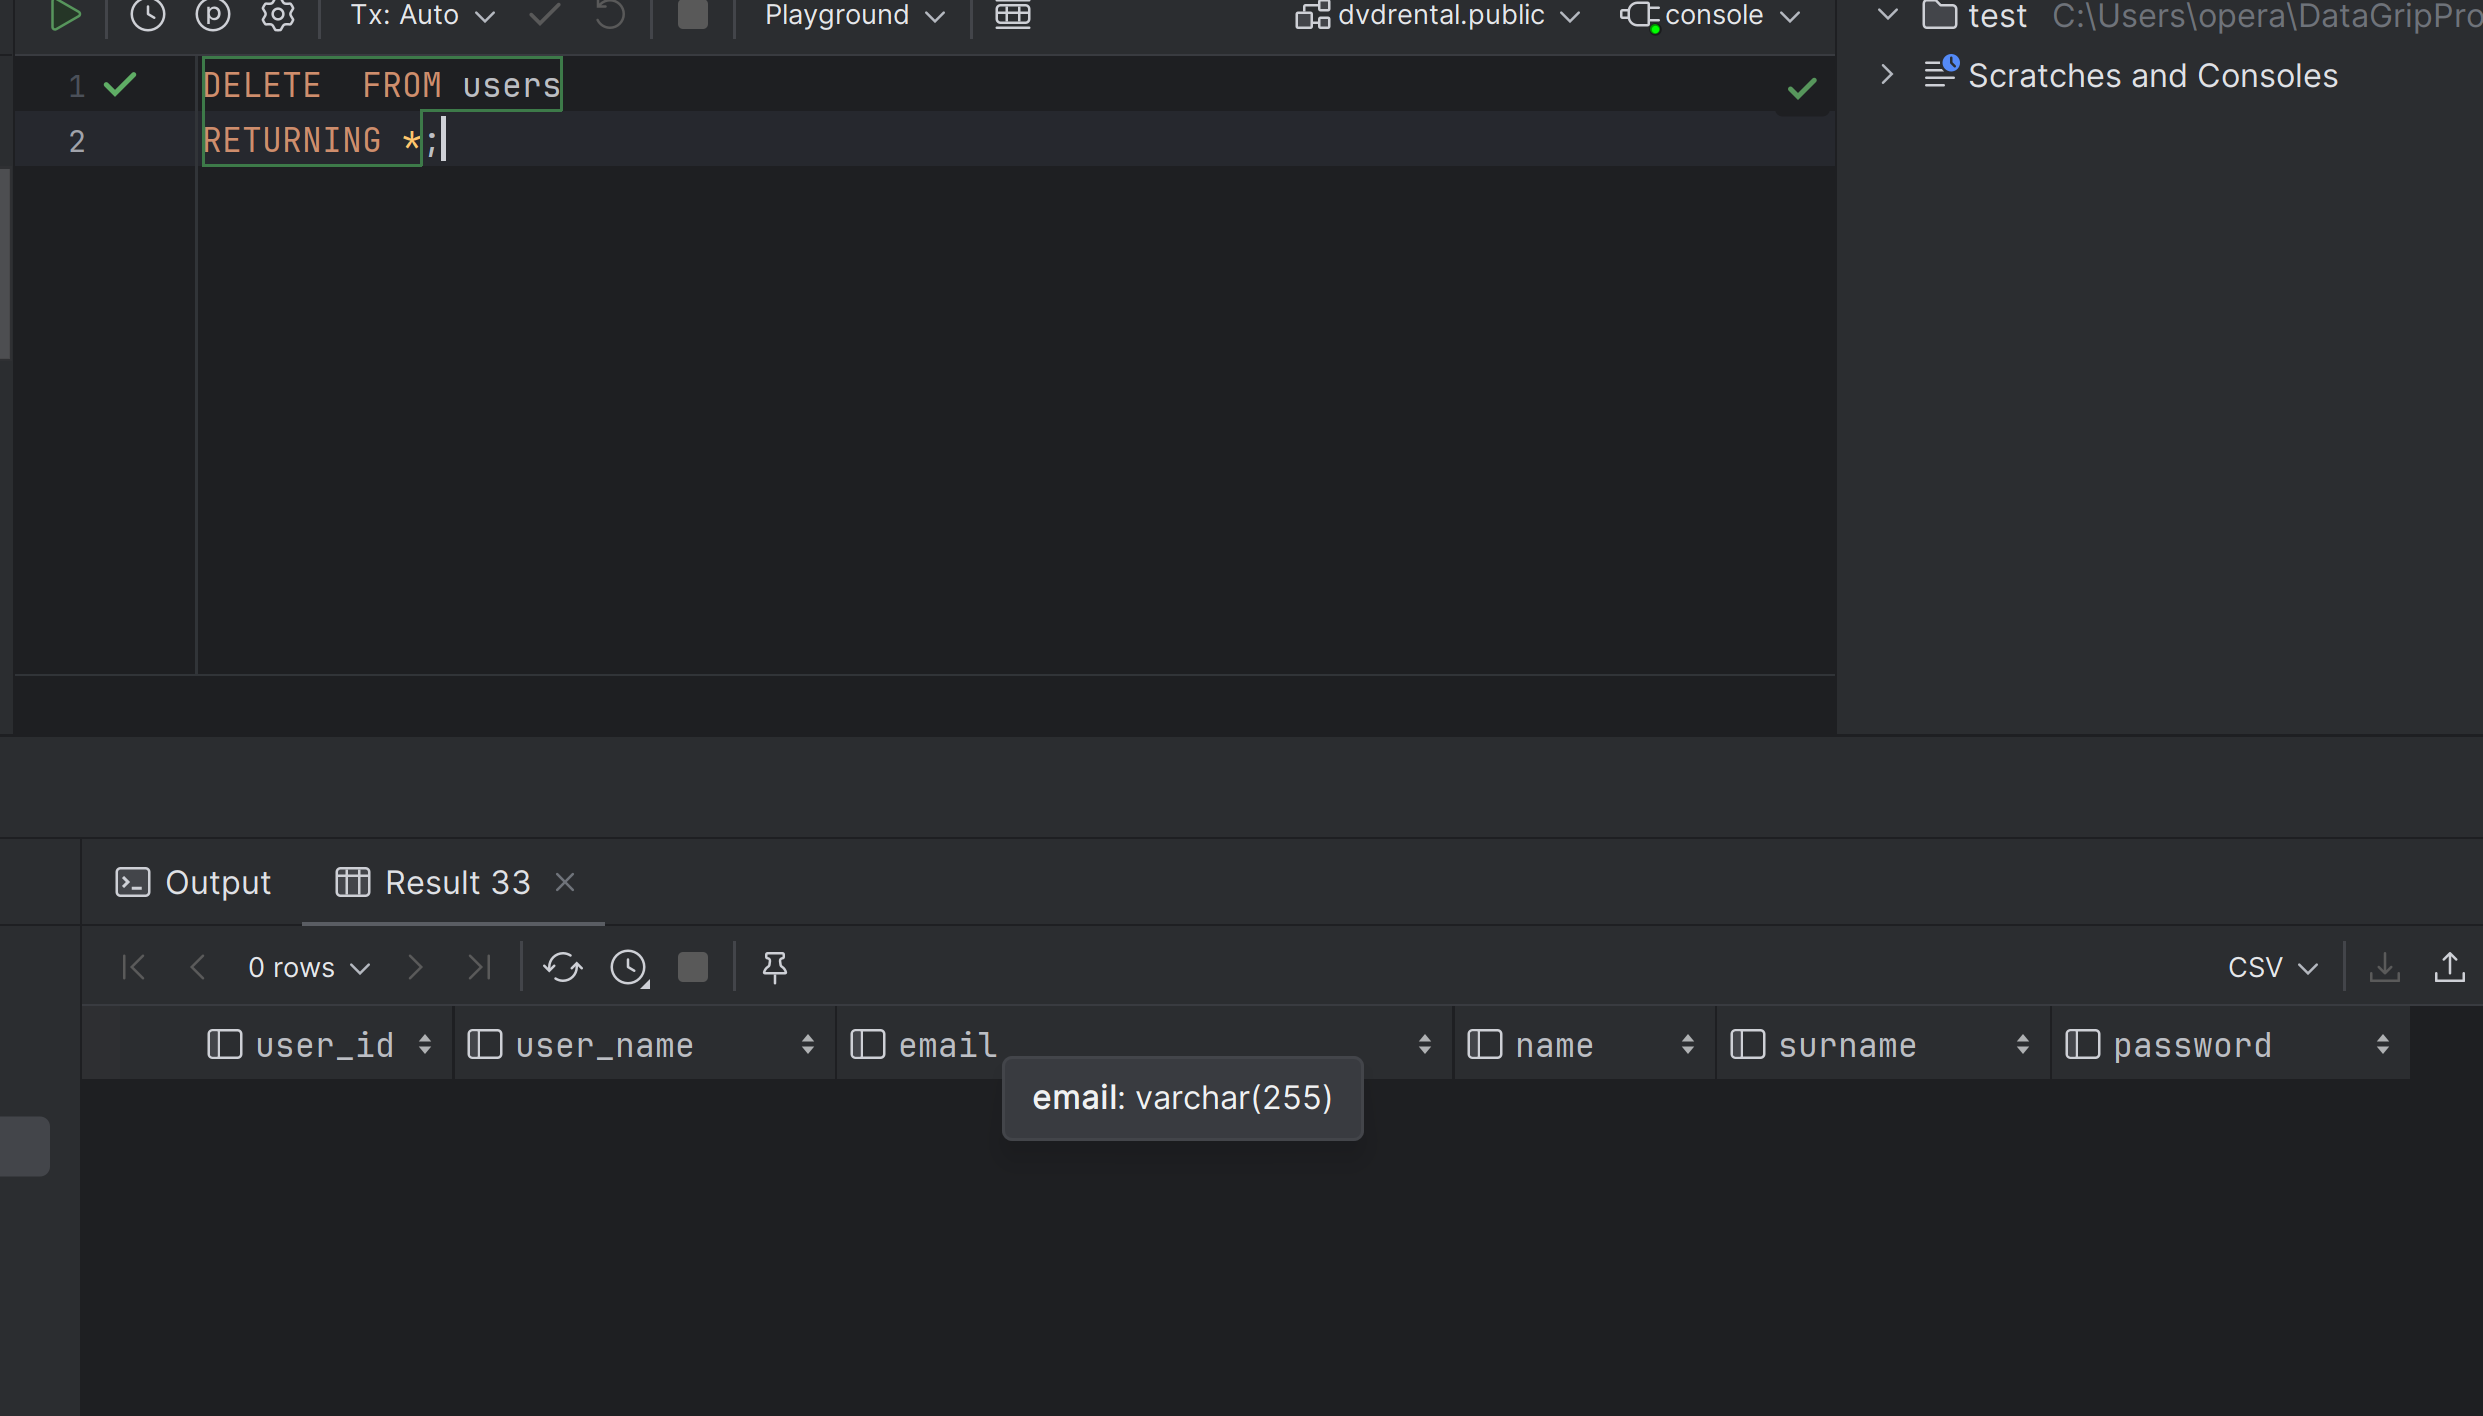 Tx: Auto Playground dvdrental.public console
test C:\Users\opera\DataGripPro
Scratches and Consoles
1 DELETE  FROM users
2 RETURNING *;
Output Result 33
0 rows CSV
user_id user_name email name surname password
email: varchar(255)